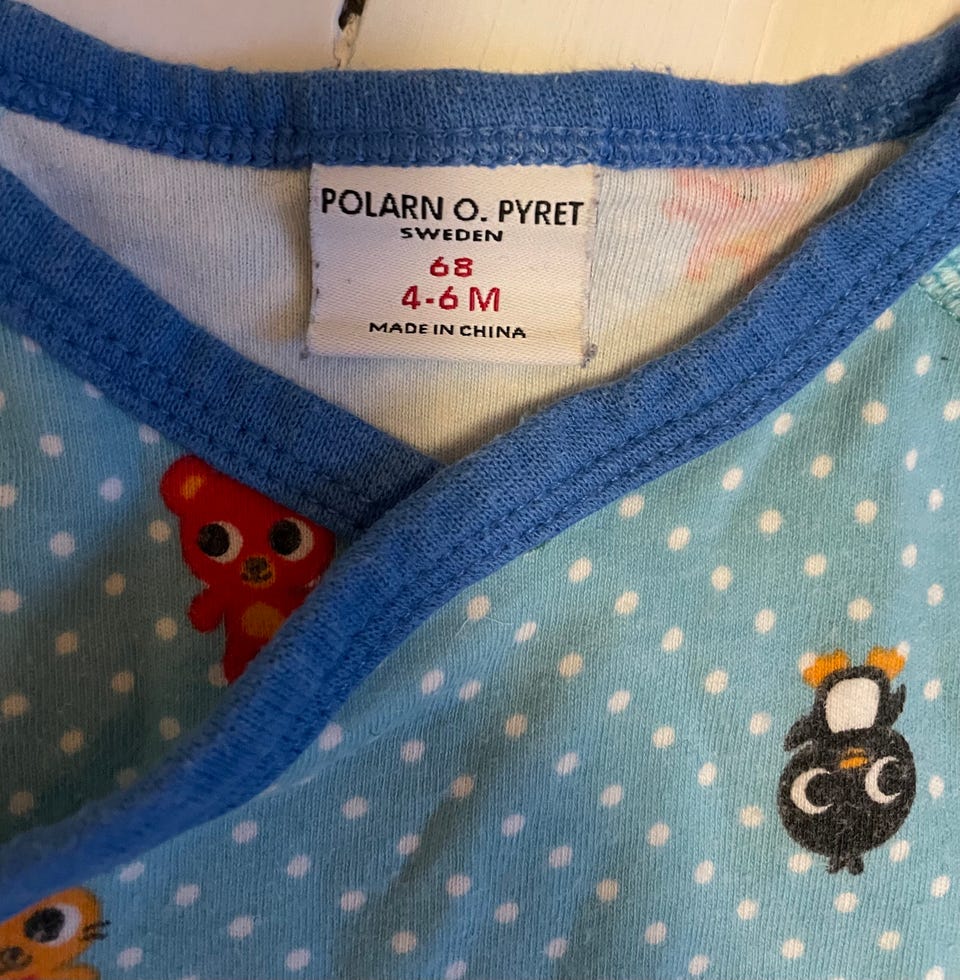 POLARN O. PYRET
SWEDEN
68
4-6 M
MADE IN CHINA